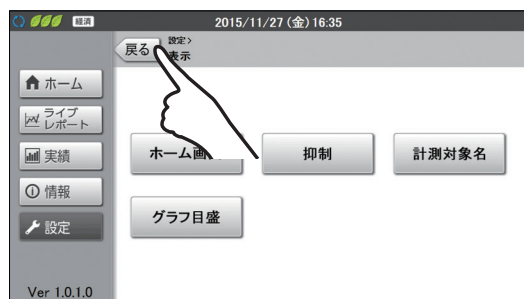 経済
2015/11/27(金)16:35
戻る
設定>
表示
ホーム
ライブ
レポート
実績
情報
設定
ホーム画
抑制
計測対象名
グラフ目盛
Ver 1.0.1.0